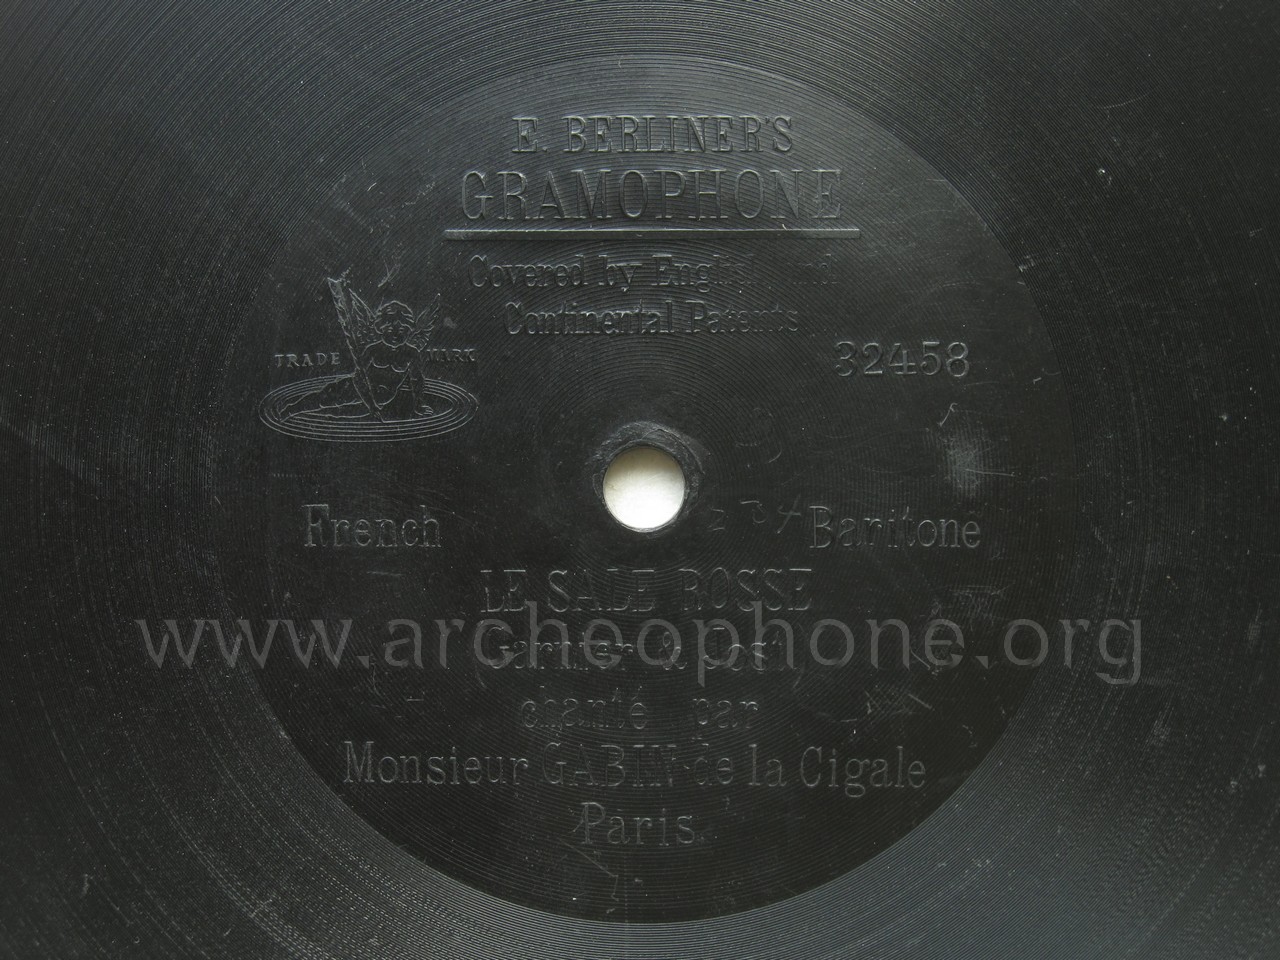 E. BERLINER'S
GRAMOPHONE
Covered by English and
Continental Patents
TRADE MARK
32458
French
Baritone
LE SALE ROSSE
www.archeophone.org
chanté par
Monsieur GABIN de la Cigale
Paris.